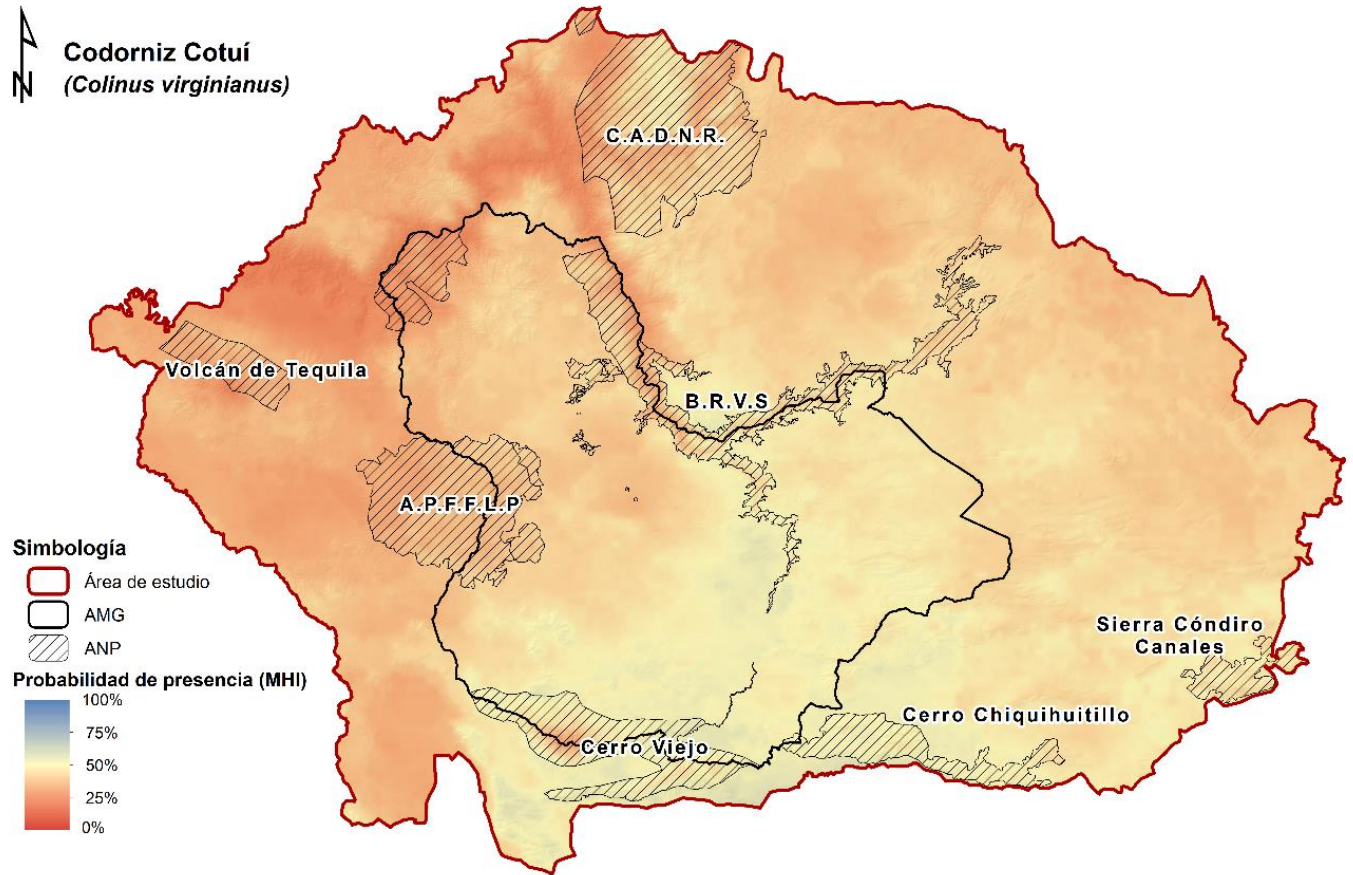 N
Codorniz Cotuí
(Colinus virginianus)
C.A.D.N.R.
Volcán de Tequila
B.R.V.S
A.P.F.F.L.P
Sierra Cóndiro
Canales
Cerro Chiquihuitillo
Cerro Viejo
Simbología
Área de estudio
AMG
ANP
Probabilidad de presencia (MHI)
100%
75%
50%
25%
0%